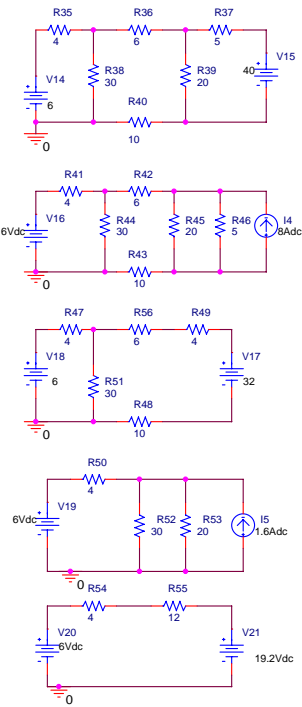 R35 R36 R37
4 6 5
V15
V14 R38 R39 40
30 20
6 R40
0 10
R41 R42
4 6
V16 R44 R45 R46 I4
6Vdc 30 20 5 8Adc
R43
0 10
R47 R56 R49
4 6 4
V18 V17
6 R51 32
30
R48
0 10
R50
4
V19
6Vdc R52 R53 I5
30 20 1.6Adc
0
R54 R55
4 12
V20 V21
6Vdc 19.2Vdc
0